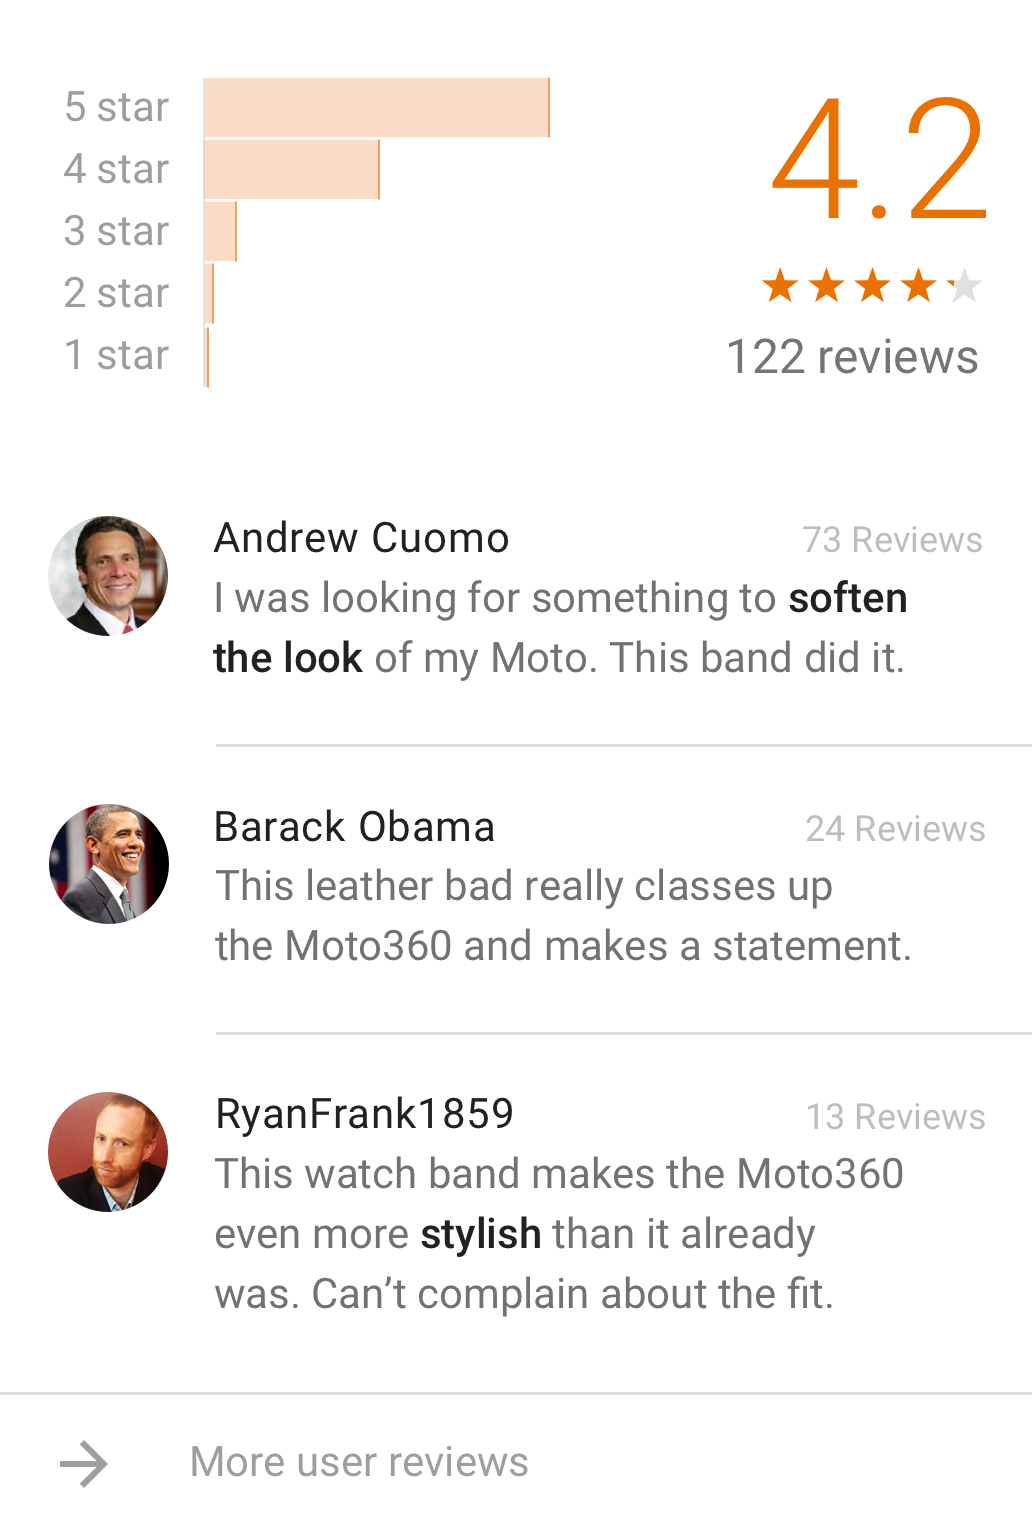 5 star
4 star
3 star
2 star
1 star
4.2
122 reviews
Andrew Cuomo
73 Reviews
I was looking for something to soften
the look of my Moto. This band did it.
Barack Obama
24 Reviews
This leather bad really classes up
the Moto360 and makes a statement.
RyanFrank1859
13 Reviews
This watch band makes the Moto360
even more stylish than it already
was. Can’t complain about the fit.
More user reviews